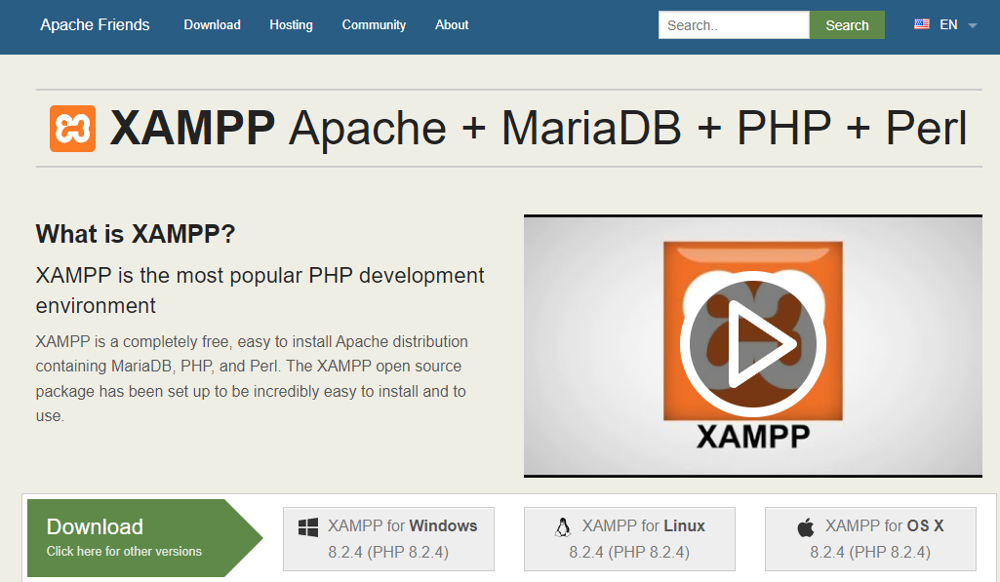 Apache Friends Download Hosting Community About Search.. Search EN
XAMPP Apache + MariaDB + PHP + Perl
What is XAMPP?
XAMPP is the most popular PHP development
environment
XAMPP is a completely free, easy to install Apache distribution
containing MariaDB, PHP, and Perl. The XAMPP open source
package has been set up to be incredibly easy to install and to
use.
XAMPP
Download
Click here for other versions
XAMPP for Windows
8.2.4 (PHP 8.2.4)
XAMPP for Linux
8.2.4 (PHP 8.2.4)
XAMPP for OS X
8.2.4 (PHP 8.2.4)